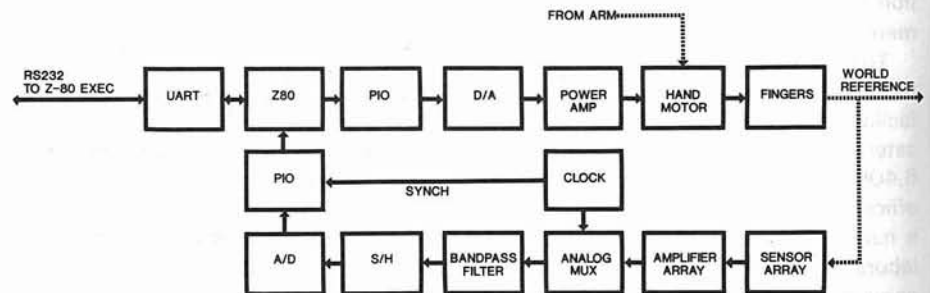 FROM ARM
RS232
TO Z-80 EXEC
UART
Z80
PIO
D/A
POWER
AMP
HAND
MOTOR
FINGERS
WORLD
REFERENCE
PIO
SYNCH
CLOCK
A/D
S/H
BANDPASS
FILTER
ANALOG
MUX
AMPLIFIER
ARRAY
SENSOR
ARRAY